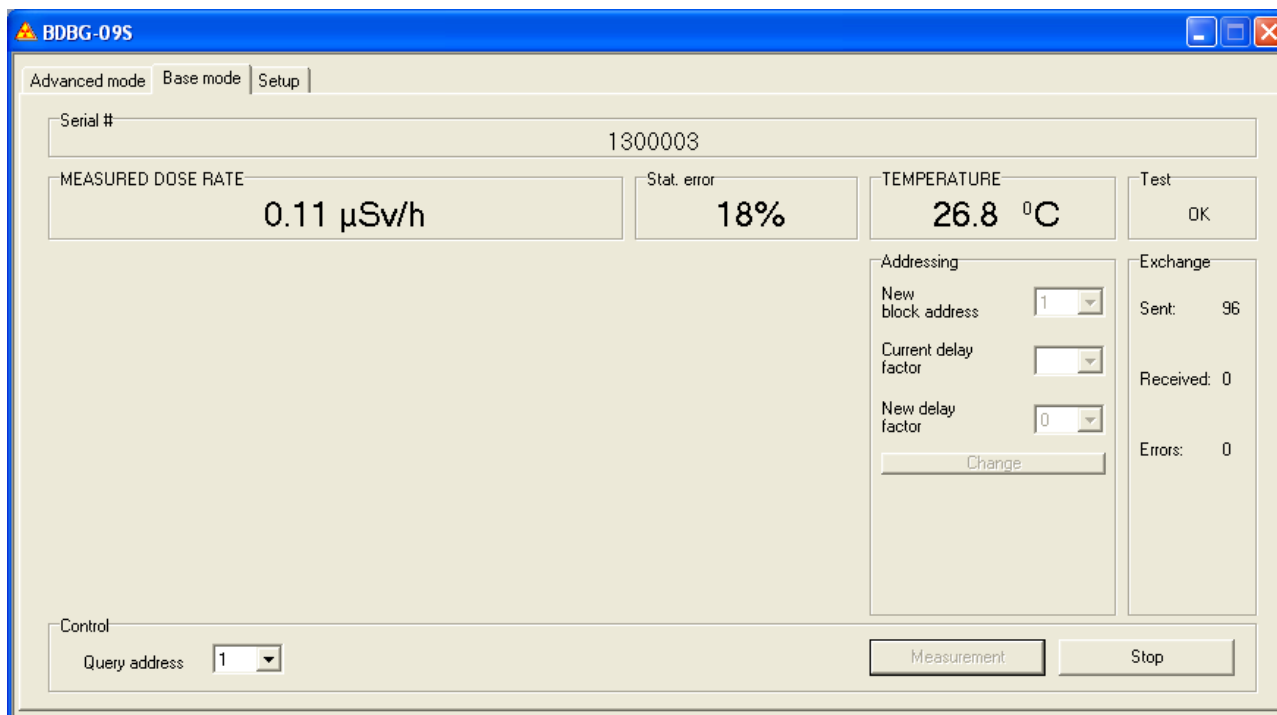 BDBG-09S
Advanced mode Base mode Setup
Serial #
1300003
MEASURED DOSE RATE
0.11 µSv/h
Stat. error
18%
TEMPERATURE
26.8 ⁰C
Test
OK
Addressing
New
block address
1
Current delay
factor
New delay
factor
0
Change
Exchange
Sent: 96
Received: 0
Errors: 0
Control
Query address 1
Measurement
Stop